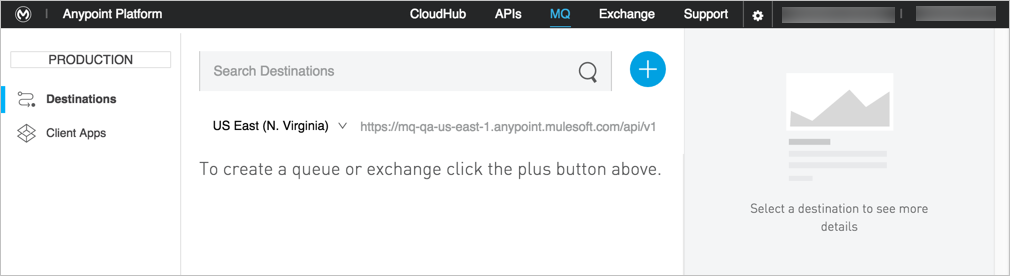 Anypoint Platform CloudHub APIs MQ Exchange Support
PRODUCTION
Destinations
Client Apps
Search Destinations
US East (N. Virginia) https://mq-qa-us-east-1.anypoint.mulesoft.com/api/v1
To create a queue or exchange click the plus button above.
Select a destination to see more
details